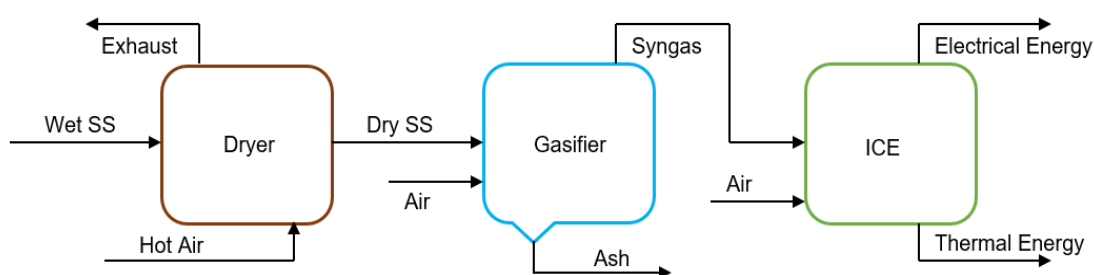 Exhaust
Syngas
Electrical Energy
Wet SS
Dryer
Dry SS
Gasifier
ICE
Air
Air
Hot Air
Ash
Thermal Energy